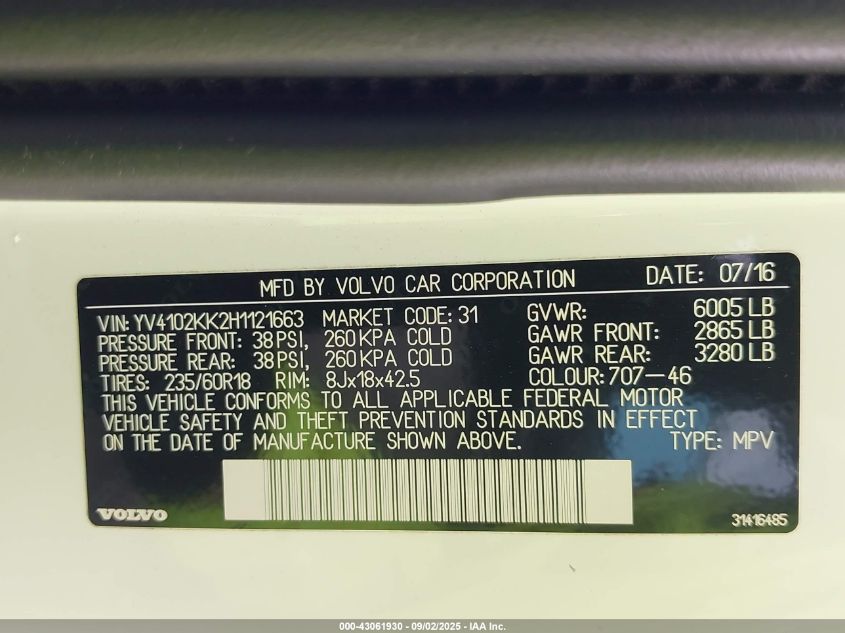 MFD BY VOLVO CAR CORPORATION DATE: 07/16
VIN: YV4102KK2H1121663 MARKET CODE: 31 GVWR: 6005 LB
PRESSURE FRONT: 38 PSI, 260 KPA COLD GAWR FRONT: 2865 LB
PRESSURE REAR: 38 PSI, 260 KPA COLD GAWR REAR: 3280 LB
TIRES: 235/60R18 RIM: 8Jx18x42.5 COLOUR: 707-46
THIS VEHICLE CONFORMS TO ALL APPLICABLE FEDERAL MOTOR
VEHICLE SAFETY AND THEFT PREVENTION STANDARDS IN EFFECT
ON THE DATE OF MANUFACTURE SHOWN ABOVE. TYPE: MPV
VOLVO 31416485
000-43061930 - 09/02/2025 - IAA Inc.